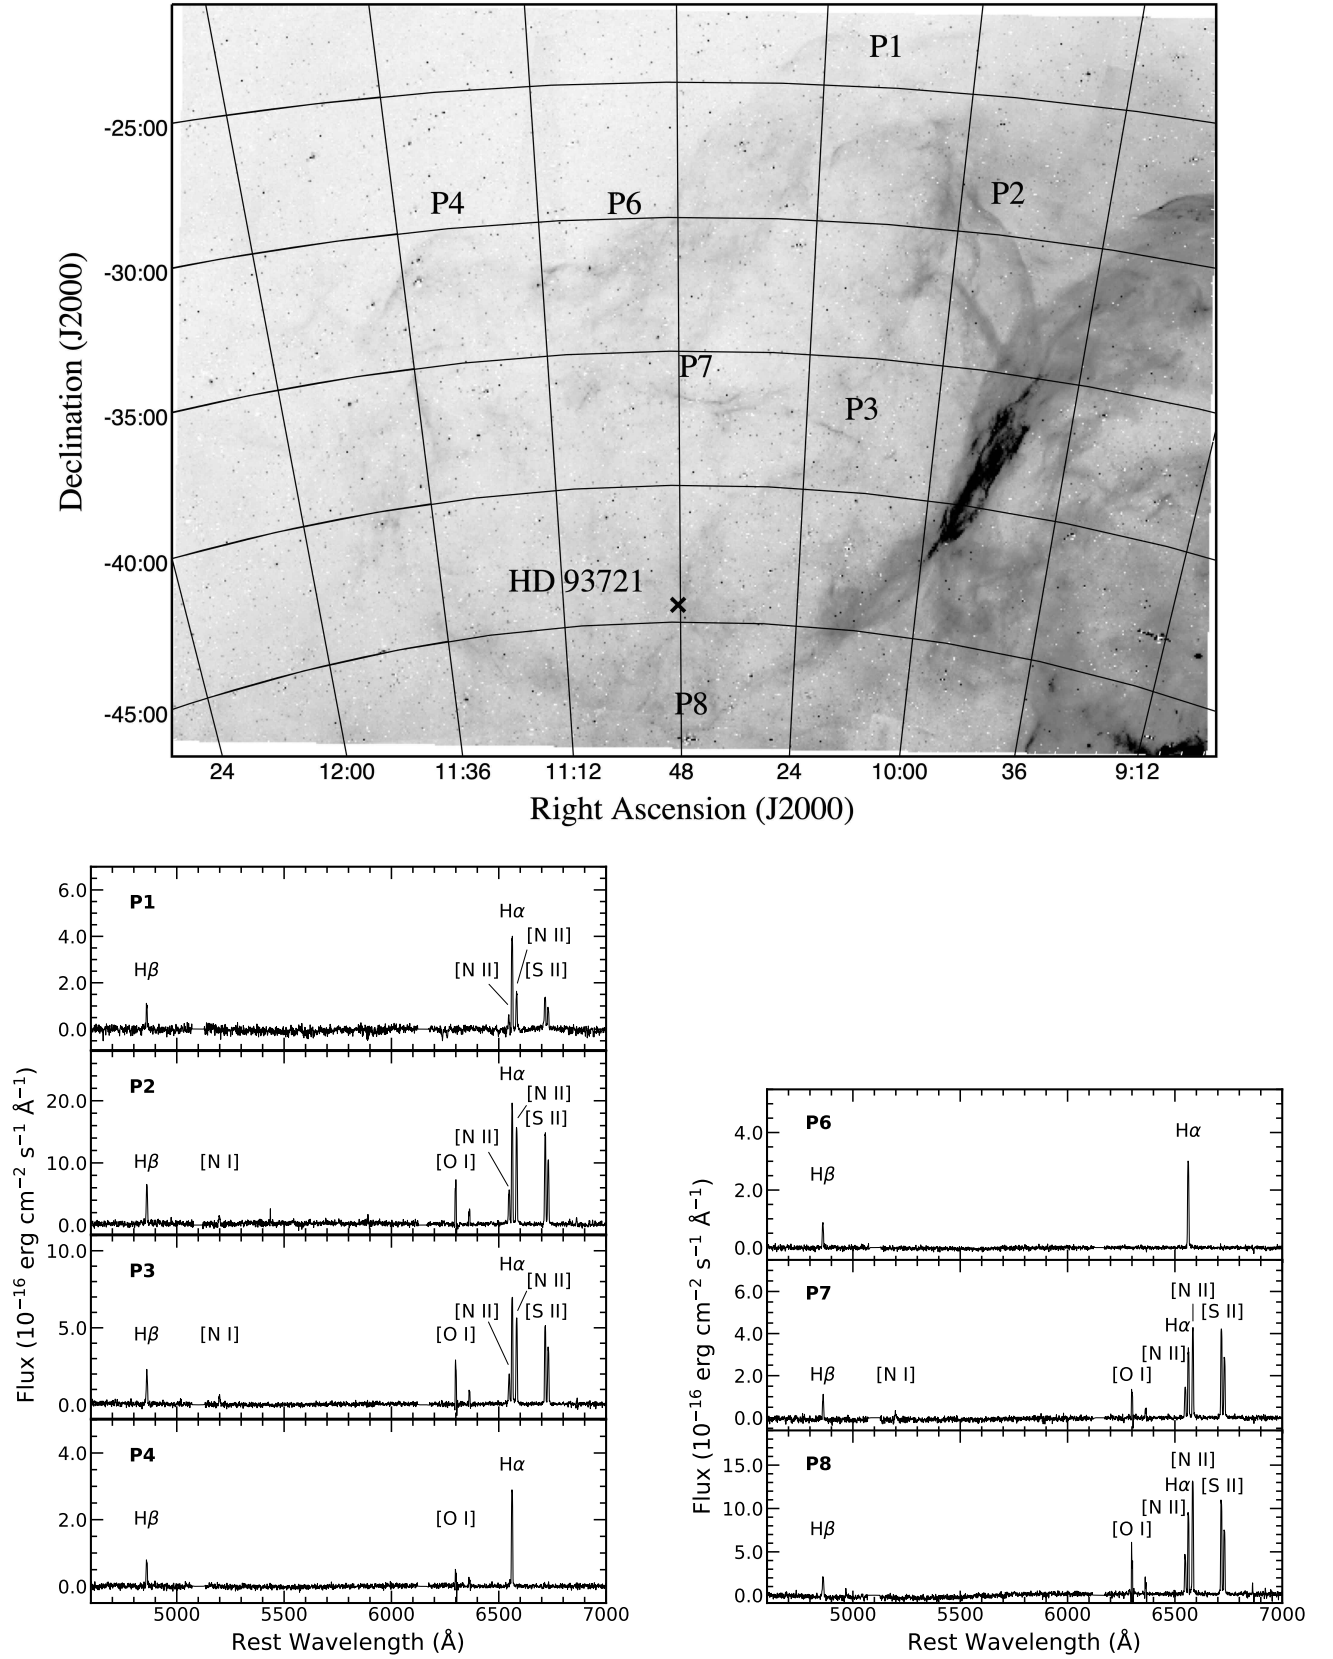 P1
-25:00
P4
P6
P2
-30:00
P7
P3
-35:00
-40:00
HD 93721
P8
-45:00
Declination (J2000)
24 12:00 11:36 11:12 48 24 10:00 36 9:12
Right Ascension (J2000)
Flux (10⁻¹⁶ erg cm⁻² s⁻¹ Å⁻¹)
6.0
P1
Hα
4.0
[N II]
Hβ
[N II]
[S II]
2.0
0.0
P2
Hα
20.0
[N II]
[S II]
[N II]
Hβ
[N I]
[O I]
10.0
0.0
10.0
P3
Hα
[N II]
[N II]
[S II]
5.0
Hβ
[N I]
[O I]
0.0
P4
4.0
Hα
2.0
Hβ
[O I]
0.0
5000 5500 6000 6500 7000
Rest Wavelength (Å)
Flux (10⁻¹⁶ erg cm⁻² s⁻¹ Å⁻¹)
P6
4.0
Hα
Hβ
2.0
0.0
6.0
P7
[N II]
[S II]
Hα
4.0
[N II]
Hβ
[N I]
[O I]
2.0
0.0
15.0
P8
[N II]
Hα
[S II]
[N II]
10.0
Hβ
[O I]
5.0
0.0
5000 5500 6000 6500 7000
Rest Wavelength (Å)